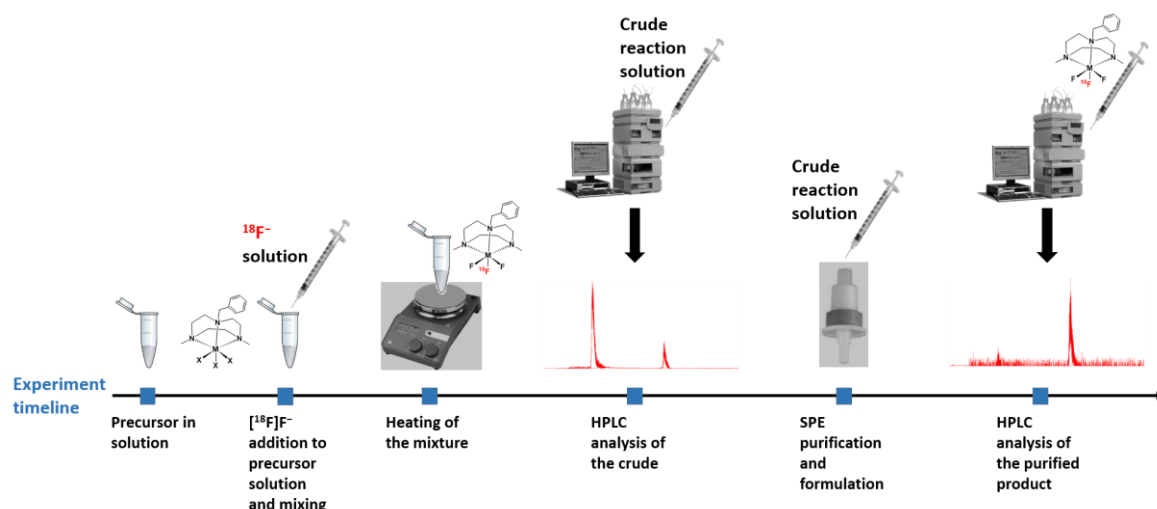 Crude
reaction
solution
Crude
reaction
solution
¹⁸F⁻
solution
N
N
N
M
X
X
X
N
N
N
M
F
¹⁸F
F
N
N
N
M
F
¹⁸F
F
Experiment
timeline
Precursor in
solution
[¹⁸F]F⁻
addition to
precursor
solution
and mixing
Heating of
the mixture
HPLC
analysis of
the crude
SPE
purification
and
formulation
HPLC
analysis of
the purified
product